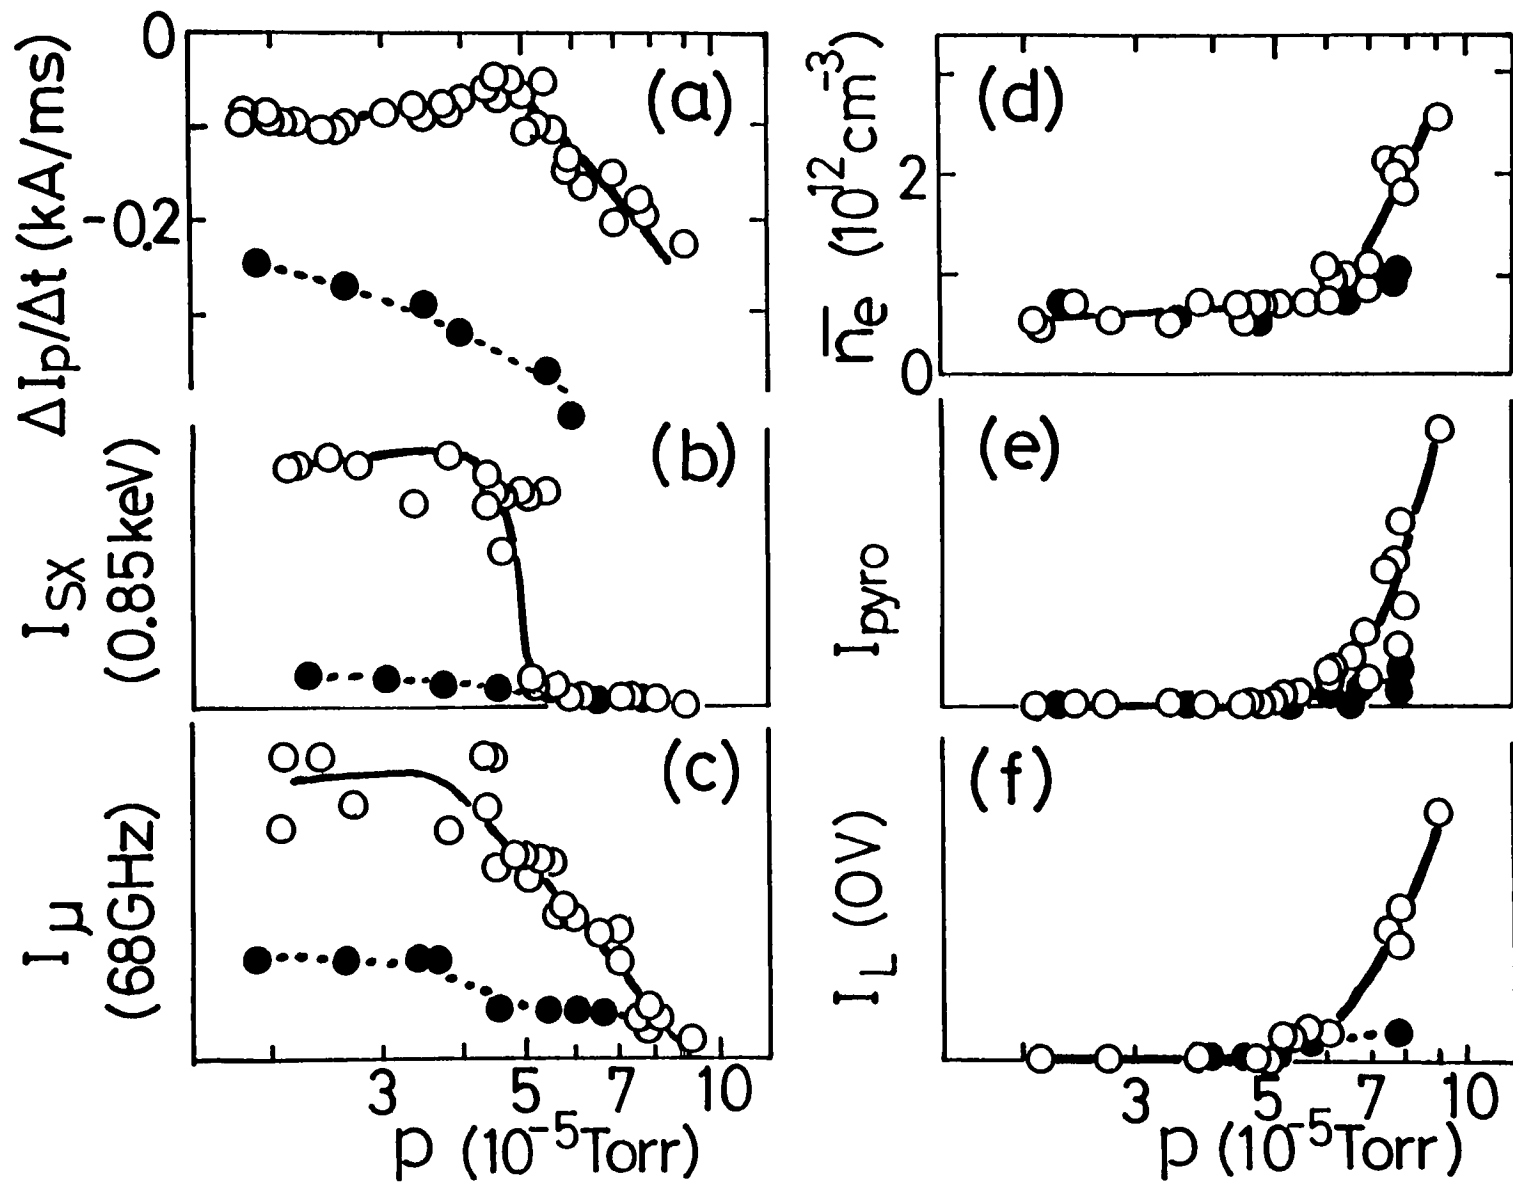 0
-0.2
ΔIp/Δt (kA/ms)
(a)
ISX
(0.85keV)
(b)
Iμ
(68GHz)
(c)
3 5 7 10
p (10⁻⁵Torr)
2
0
n̅e (10¹²cm⁻³)
(d)
Ipyro
(e)
IL (OV)
(f)
3 5 7 10
p (10⁻⁵Torr)